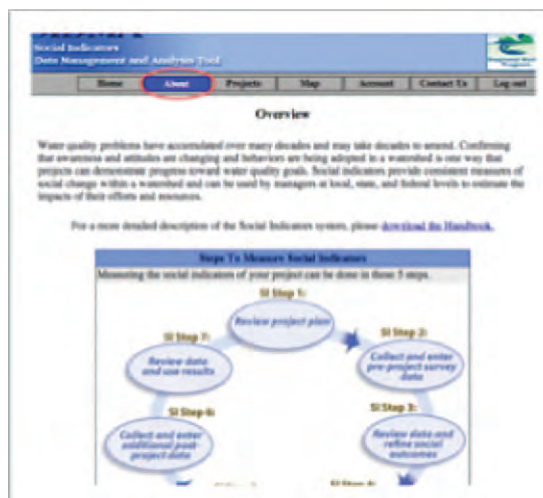 Social Indicators
Data Management and Analysis Tool
Home About Projects Map Account Contact Us Log out
Overview
Water quality problems have accumulated over many decades and may take decades to amend. Confirming
that awareness and attitudes are changing and behaviors are being adopted in a watershed is one way that
projects can demonstrate progress toward water quality goals. Social indicators provide consistent measures of
social change within a watershed and can be used by managers at local, state, and federal levels to estimate the
impacts of their efforts and resources.
For a more detailed description of the Social Indicators system, please download the Handbook.
Steps To Measure Social Indicators
Measuring the social indicators of your project can be done in these 5 steps.
SI Step 1:
Review project plan
SI Step 2:
Collect and enter
pre-project survey
data
SI Step 3:
Review data and
refine social
outcomes
SI Step 7:
Review data
and use results
SI Step 6:
Collect and enter
additional post
project data